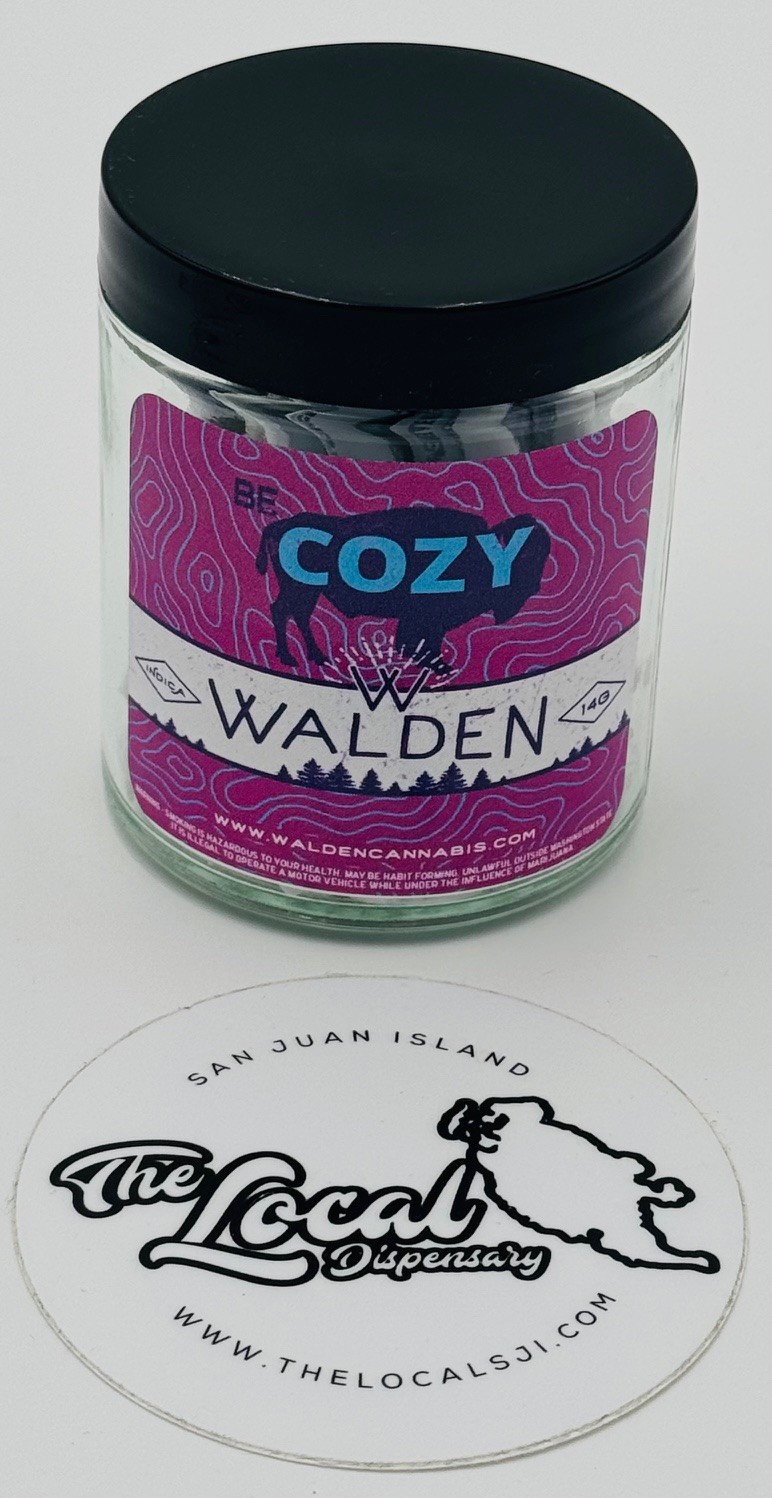 BE
COZY
W
INDICA
WALDEN
14G
WWW.WALDENCANNABIS.COM
WARNING - SMOKING IS HAZARDOUS TO YOUR HEALTH. MAY BE HABIT FORMING. UNLAWFUL OUTSIDE WASHINGTON STATE.
IT IS ILLEGAL TO OPERATE A MOTOR VEHICLE WHILE UNDER THE INFLUENCE OF MARIJUANA.
SAN JUAN ISLAND
The Local
Dispensary
WWW.THELOCALSJI.COM